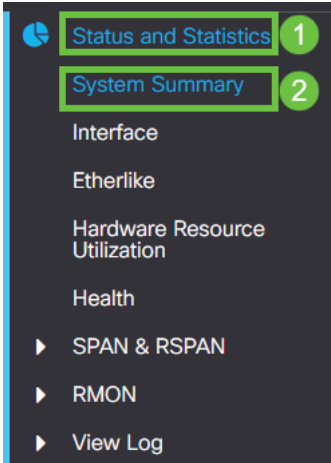 Status and Statistics 1
System Summary 2
Interface
Etherlike
Hardware Resource
Utilization
Health
SPAN & RSPAN
RMON
View Log